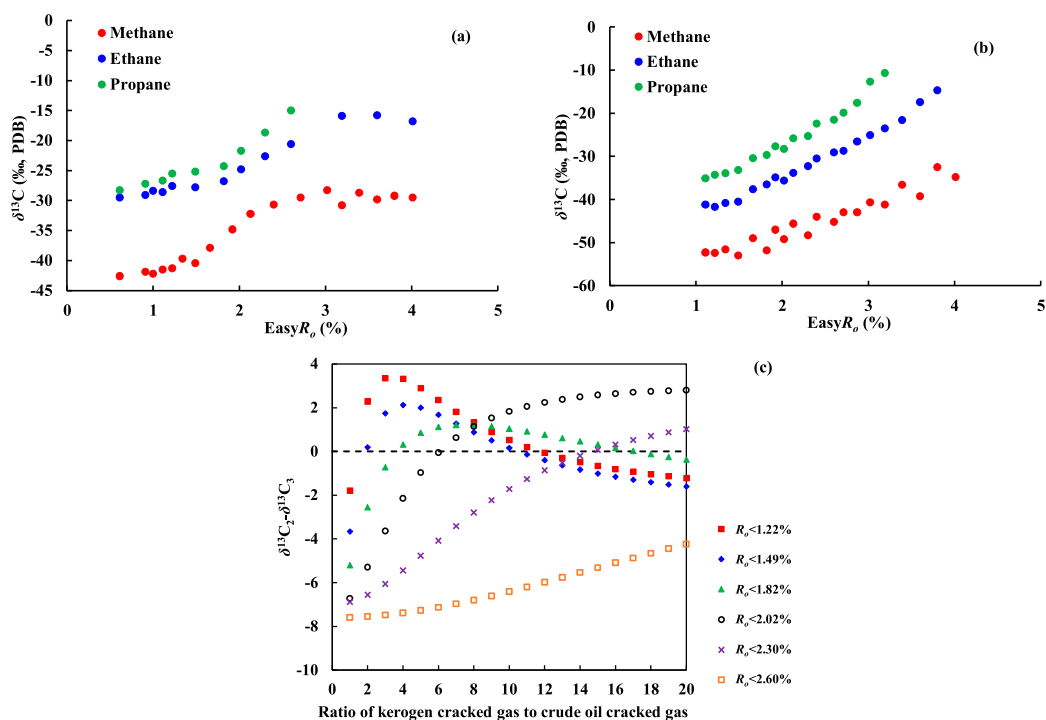 (a)
Methane
Ethane
Propane
δ¹³C (‰, PDB)
0
-5
-10
-15
-20
-25
-30
-35
-40
-45
0 1 2 3 4 5
EasyRₒ (%)
(b)
Methane
Ethane
Propane
δ¹³C (‰, PDB)
0
-10
-20
-30
-40
-50
-60
0 1 2 3 4 5
EasyRₒ (%)
(c)
δ¹³C₂-δ¹³C₃
4
2
0
-2
-4
-6
-8
-10
0 2 4 6 8 10 12 14 16 18 20
Ratio of kerogen cracked gas to crude oil cracked gas
Rₒ<1.22%
Rₒ<1.49%
Rₒ<1.82%
Rₒ<2.02%
Rₒ<2.30%
Rₒ<2.60%